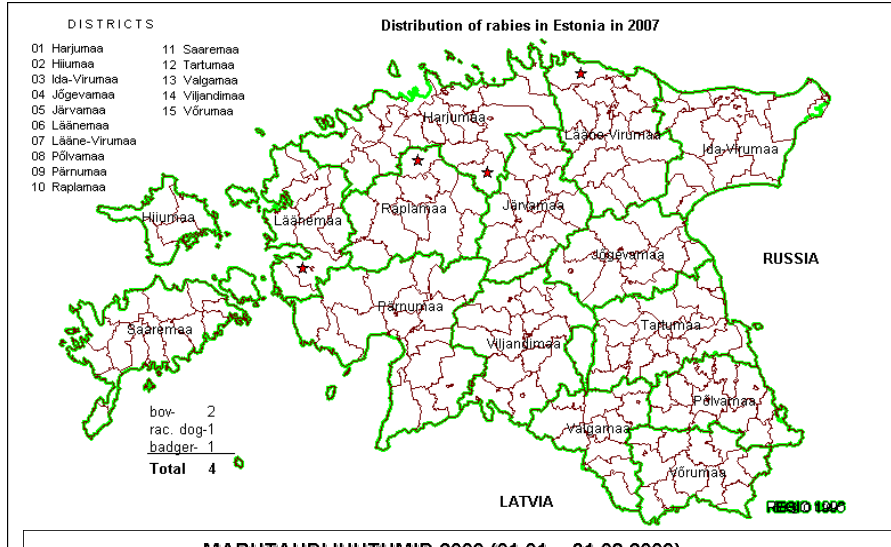 DISTRICTS
Distribution of rabies in Estonia in 2007
01 Harjumaa
02 Hiiumaa
03 Ida-Virumaa
04 Jõgevamaa
05 Järvamaa
06 Läänemaa
07 Lääne-Virumaa
08 Põlvamaa
09 Pärnumaa
10 Raplamaa
11 Saaremaa
12 Tartumaa
13 Valgamaa
14 Viljandimaa
15 Võrumaa
Harjumaa
Lääne-Virumaa
Ida-Virumaa
Hiiumaa
Läänemaa
Raplamaa
Järvamaa
Jõgevamaa
RUSSIA
Saaremaa
Pärnumaa
Viljandimaa
Tartumaa
Põlvamaa
Valgamaa
Võrumaa
bov- 2
rac. dog-1
badger- 1
Total 4
LATVIA